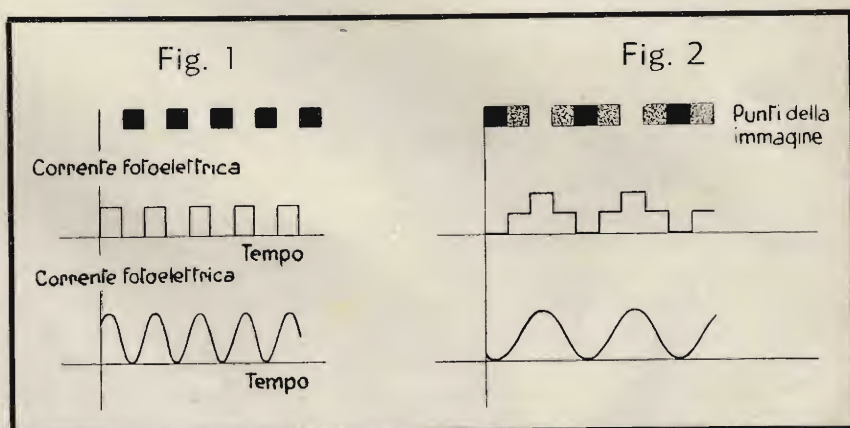 Fig. 1
Fig. 2
Punti della
immagine
Corrente fotoelettrica
Tempo
Corrente fotoelettrica
Tempo